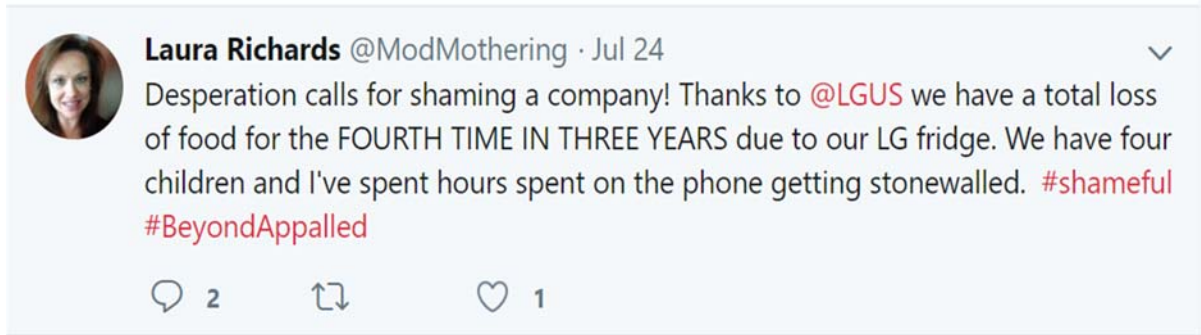 Laura Richards @ModMothering · Jul 24
Desperation calls for shaming a company! Thanks to @LGUS we have a total loss
of food for the FOURTH TIME IN THREE YEARS due to our LG fridge. We have four
children and I've spent hours spent on the phone getting stonewalled.  #shameful
#BeyondAppalled
2 1